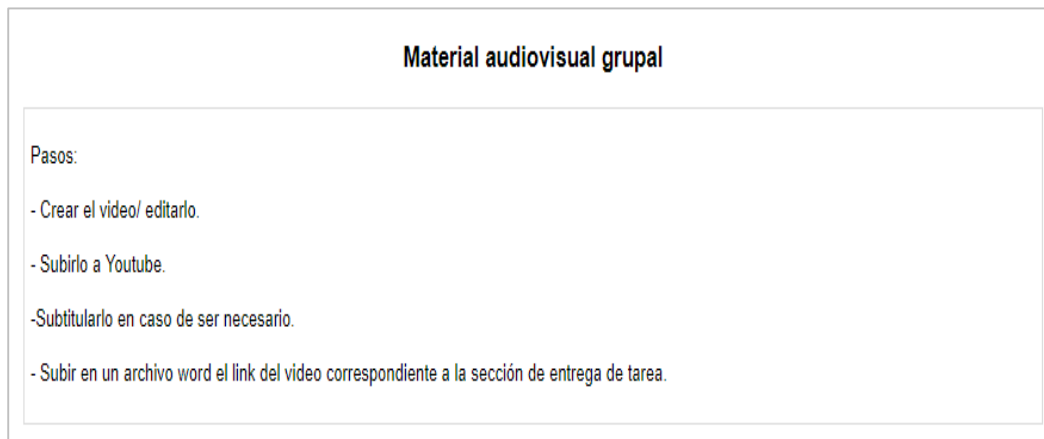 Material audiovisual grupal
Pasos:
- Crear el video/ editarlo.
- Subirlo a Youtube.
-Subtitularlo en caso de ser necesario.
- Subir en un archivo word el link del video correspondiente a la sección de entrega de tarea.